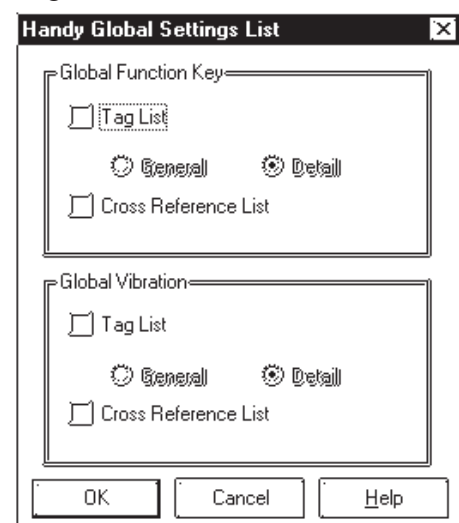 Handy Global Settings List
Global Function Key
Tag List
General Detail
Cross Reference List
Global Vibration
Tag List
General Detail
Cross Reference List
OK Cancel Help